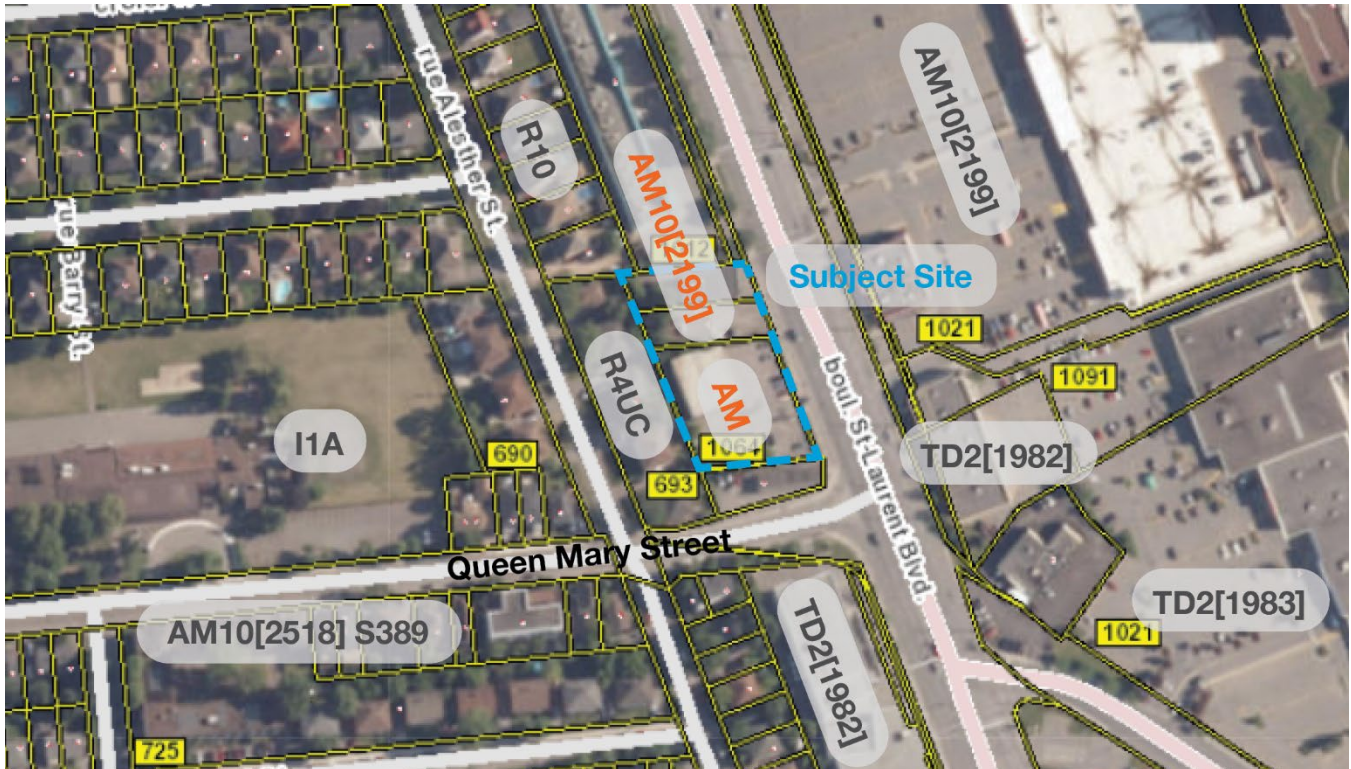 rue Alesther St.
R10
AM10[2199]
AM10[2199]
Subject Site
rue Barry St.
1021
1091
R4UC
AM
boul. St-Laurent Blvd.
I1A
690
1064
TD2[1982]
693
Queen Mary Street
AM10[2518] S389
TD2[1982]
TD2[1983]
1021
725